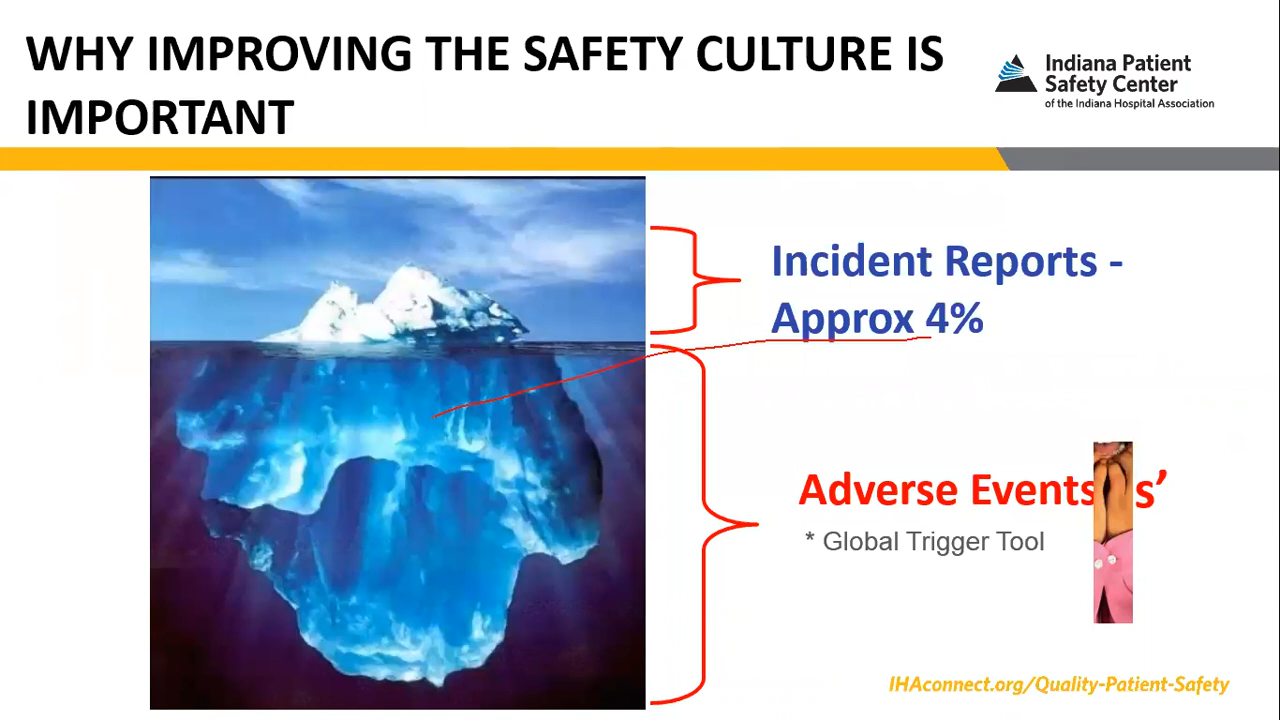 WHY IMPROVING THE SAFETY CULTURE IS
IMPORTANT
Indiana Patient
Safety Center
of the Indiana Hospital Association
Incident Reports -
Approx 4%
Adverse Events s’
* Global Trigger Tool
IHAconnect.org/Quality-Patient-Safety